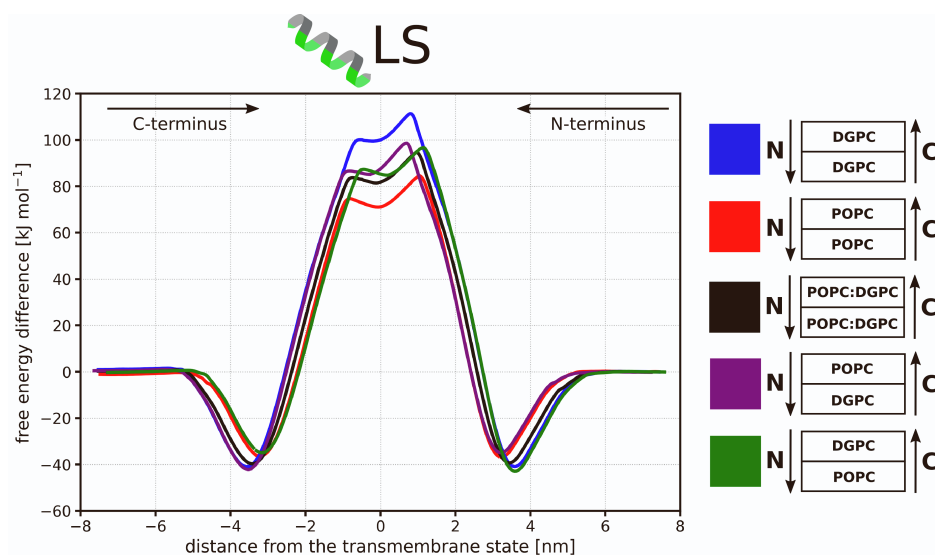 LS
120
100
80
60
40
20
0
−20
−40
−60
−8
−6
−4
−2
0
2
4
6
8
free energy difference [kJ mol⁻¹]
distance from the transmembrane state [nm]
C-terminus
N-terminus
N
DGPC
DGPC
C
N
POPC
POPC
C
N
POPC:DGPC
POPC:DGPC
C
N
POPC
DGPC
C
N
DGPC
POPC
C